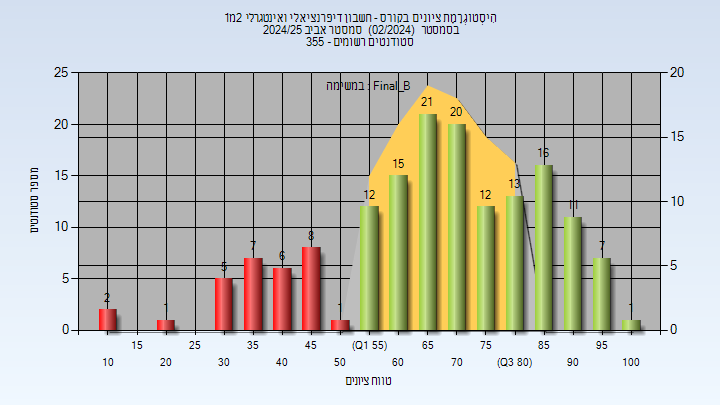 הִיסְטוֹגְרַמַּת ציונים בקורס - חשבון דיפרנציאלי ואינטגרלי 2מ1
בסמסטר (02/2024) סמסטר אביב 2024/25
סטודנטים רשומים - 355
במשימה : Final_B
מספר סטודנטים
25 20 15 10 5 0
20 15 10 5 0
2 1 5 7 6 8 1 12 15 21 20 12 13 16 11 7 1
15 25 35 45 (Q1 55) 65 75 85 95
10 20 30 40 50 60 70 (Q3 80) 90 100
טווח ציונים